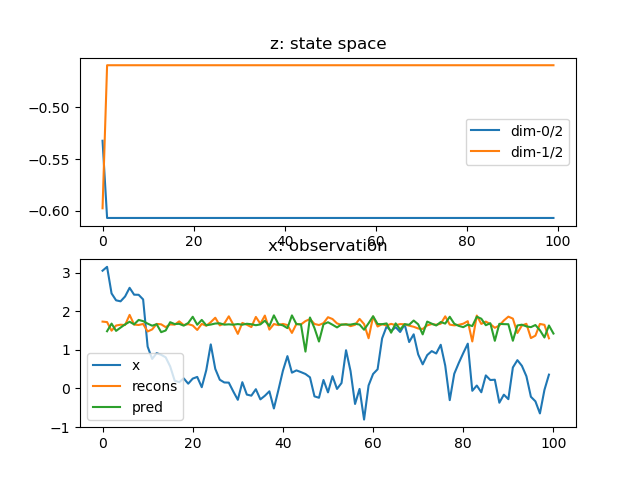 z: state space
−0.50
−0.55
−0.60
dim-0/2
dim-1/2
0 20 40 60 80 100
x: observation
3
2
1
0
−1
x
recons
pred
0 20 40 60 80 100